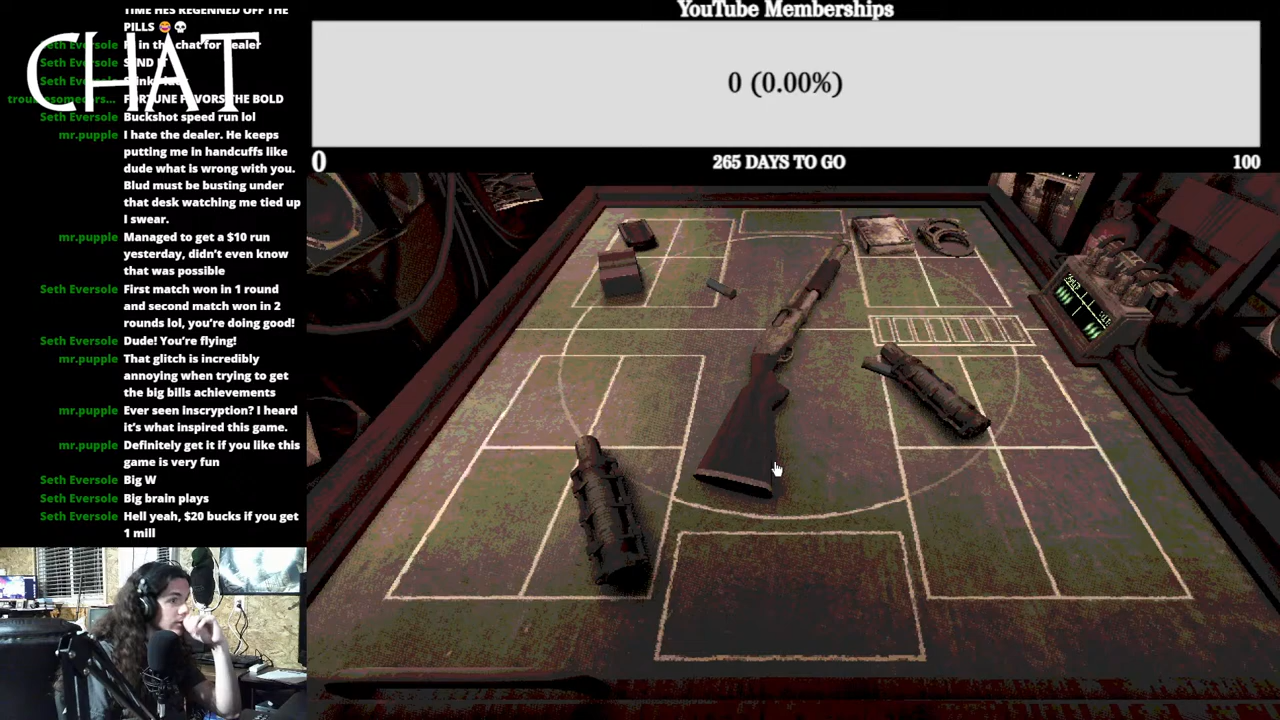 YouTube Memberships
0 (0.00%)
0
265 DAYS TO GO
100
CHAT
TIME HES REGENNED OFF THE
PILLS
in the chat for
Seth Eversole
FORTUNE FAVORS THE BOLD
Seth Eversole Buckshot speed run lol
mr.pupple I hate the dealer. He keeps
putting me in handcuffs like
dude what is wrong with you.
Blud must be busting under
that desk watching me tied up
I swear.
mr.pupple Managed to get a $10 run
yesterday, didn't even know
that was possible
Seth Eversole First match won in 1 round
and second match won in 2
rounds lol, you're doing good!
Seth Eversole Dude! You're flying!
mr.pupple That glitch is incredibly
annoying when trying to get
the big bills achievements
mr.pupple Ever seen inscryption? I heard
it's what inspired this game.
mr.pupple Definitely get it if you like this
game is very fun
Seth Eversole Big W
Seth Eversole Big brain plays
Seth Eversole Hell yeah, $20 bucks if you get
1 mill